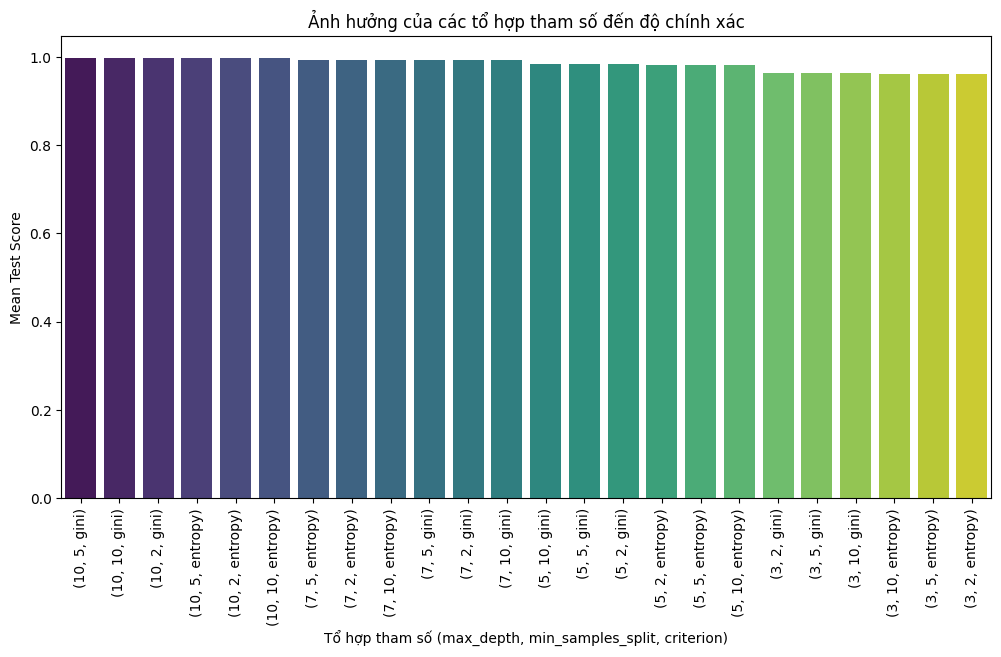 Ảnh hưởng của các tổ hợp tham số đến độ chính xác
Mean Test Score
1.0
0.8
0.6
0.4
0.2
0.0
(10, 5, gini)
(10, 10, gini)
(10, 2, gini)
(10, 5, entropy)
(10, 2, entropy)
(10, 10, entropy)
(7, 5, entropy)
(7, 2, entropy)
(7, 10, entropy)
(7, 5, gini)
(7, 2, gini)
(7, 10, gini)
(5, 10, gini)
(5, 5, gini)
(5, 2, gini)
(5, 2, entropy)
(5, 5, entropy)
(5, 10, entropy)
(3, 2, gini)
(3, 5, gini)
(3, 10, gini)
(3, 10, entropy)
(3, 5, entropy)
(3, 2, entropy)
Tổ hợp tham số (max_depth, min_samples_split, criterion)